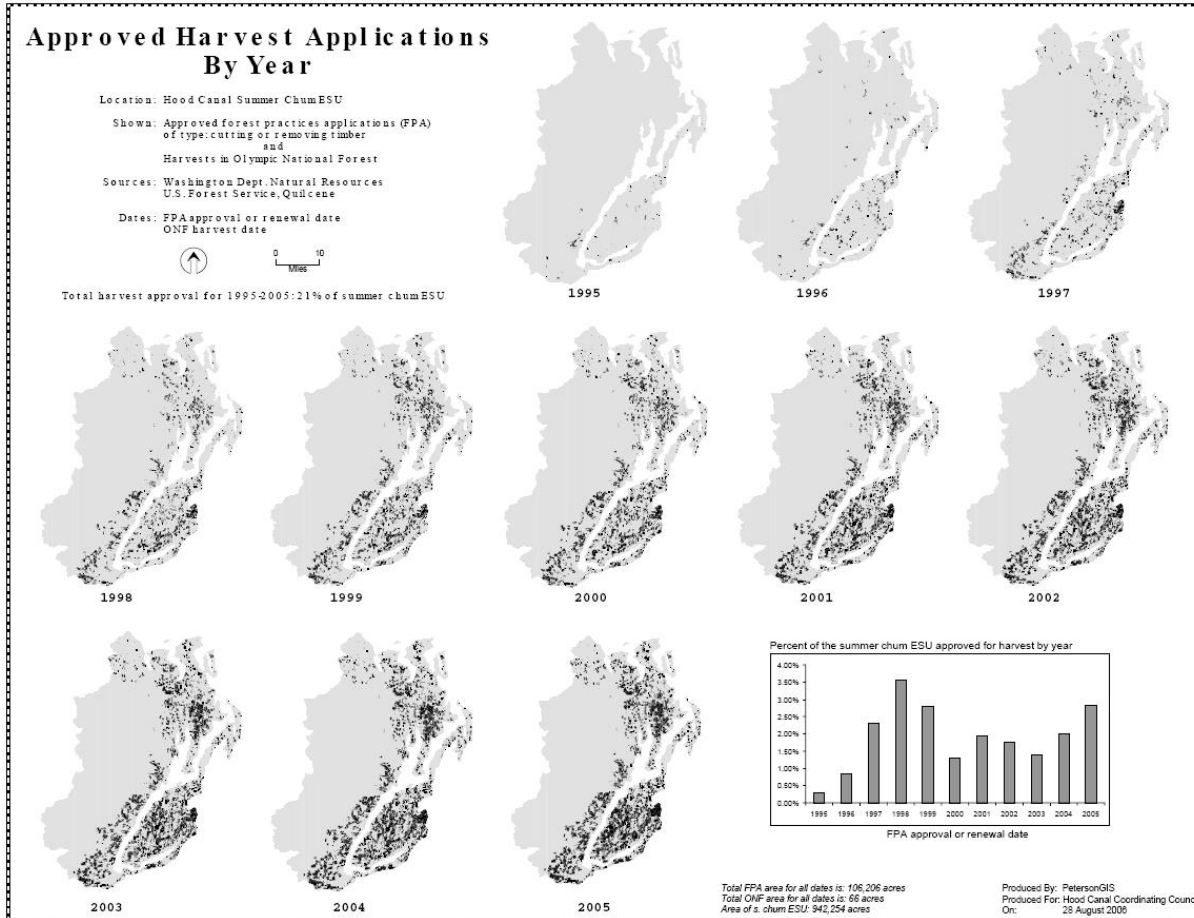 Approved Harvest Applications
By Year
Location: Hood Canal Summer Chum ESU
Shown: Approved forest practices applications (FPA)
of type: cutting or removing timber
and
Harvests in Olympic National Forest
Sources: Washington Dept. Natural Resources
U.S. Forest Service, Quilcene
Dates: FPA approval or renewal date
ONF harvest date
0 10
Miles
Total harvest approval for 1995-2005: 21% of summer chum ESU
1995
1996
1997
1998
1999
2000
2001
2002
2003
2004
2005
Percent of the summer chum ESU approved for harvest by year
4.00%
3.50%
3.00%
2.50%
2.00%
1.50%
1.00%
0.50%
0.00%
1995 1996 1997 1998 1999 2000 2001 2002 2003 2004 2005
FPA approval or renewal date
Total FPA area for all dates is: 106,206 acres
Total ONF area for all dates is: 66 acres
Area of s. chum ESU: 942,254 acres
Produced By: PetersonGIS
Produced For: Hood Canal Coordinating Counc
On: 28 August 2006